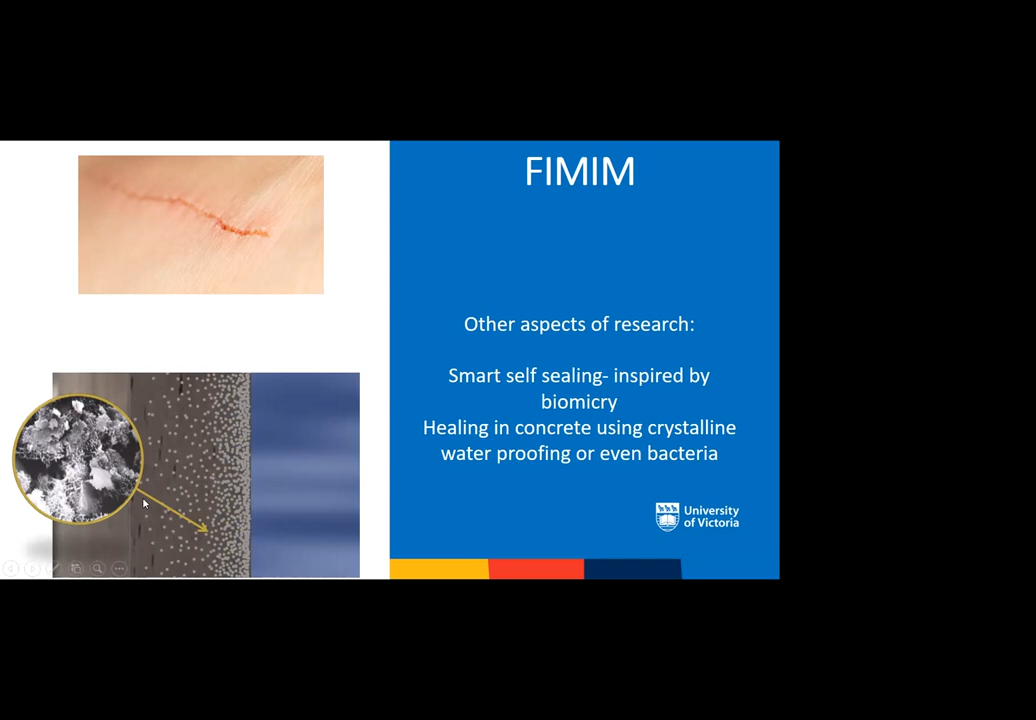 FIMIM
Other aspects of research:
Smart self sealing- inspired by
biomicry
Healing in concrete using crystalline
water proofing or even bacteria
University
of Victoria